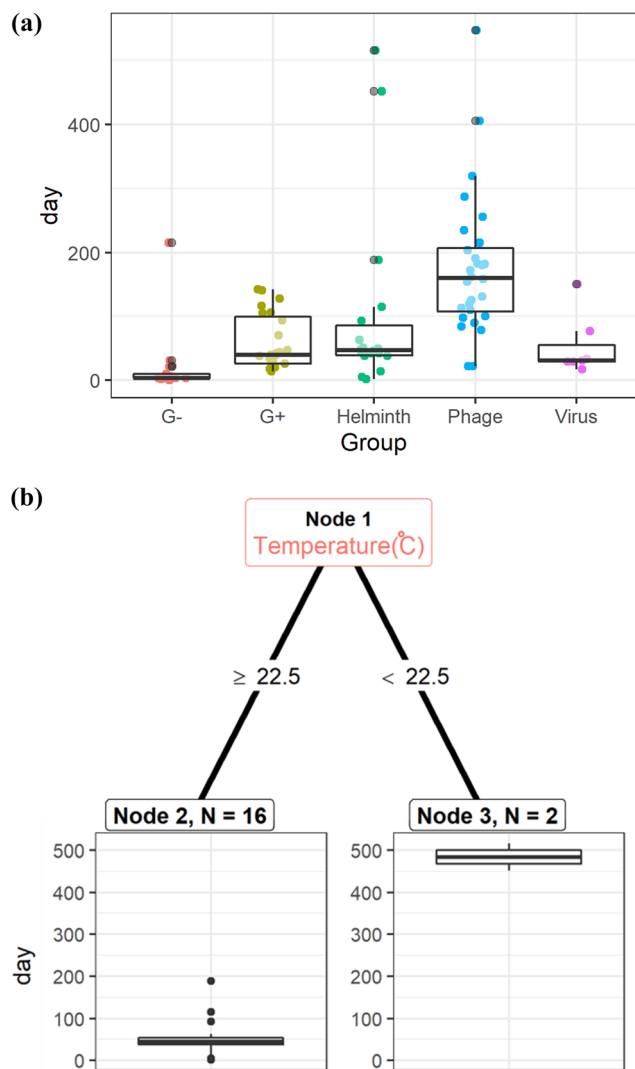 (a)
400
200
0
day
G-
G+
Helminth
Phage
Virus
Group
(b)
Node 1
Temperature(℃)
≥ 22.5
< 22.5
Node 2, N = 16
Node 3, N = 2
500
400
300
200
100
0
day
500
400
300
200
100
0